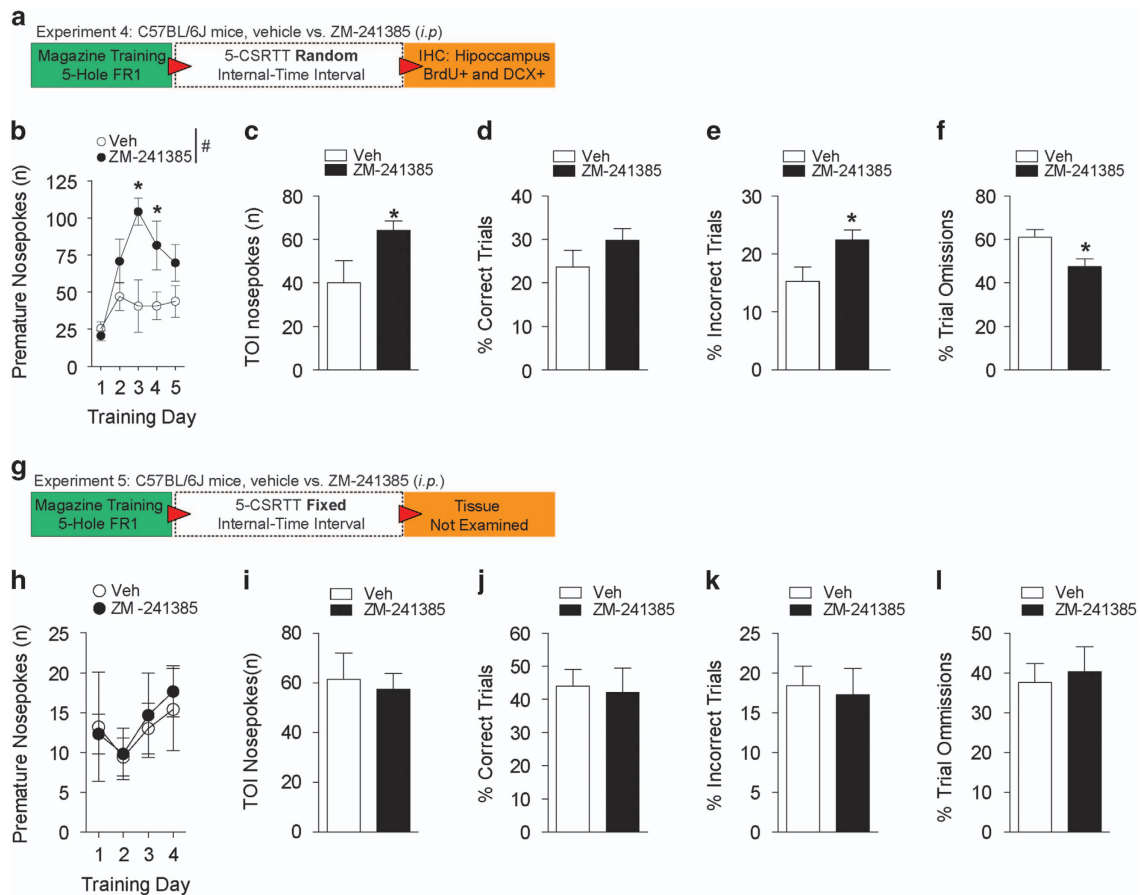 a
Experiment 4: C57BL/6J mice, vehicle vs. ZM-241385 (i.p)
Magazine Training
5-Hole FR1
5-CSRTT Random
Internal-Time Interval
IHC: Hipoccampus
BrdU+ and DCX+
b
Veh
ZM-241385
#
Premature Nosepokes (n)
125
100
75
50
25
0
*
*
1 2 3 4 5
Training Day
c
Veh
ZM-241385
TOI nosepokes (n)
80
60
40
20
0
*
d
Veh
ZM-241385
% Correct Trials
40
30
20
10
0
e
Veh
ZM-241385
% Incorrect Trials
30
20
10
0
*
f
Veh
ZM-241385
% Trial Omissions
80
60
40
20
0
*
g
Experiment 5: C57BL/6J mice, vehicle vs. ZM-241385 (i.p.)
Magazine Training
5-Hole FR1
5-CSRTT Fixed
Internal-Time Interval
Tissue
Not Examined
h
Veh
ZM -241385
Premature Nosepokes (n)
25
20
15
10
5
0
1 2 3 4
Training Day
i
Veh
ZM-241385
TOI Nosepokes(n)
80
60
40
20
0
j
Veh
ZM-241385
% Correct Trials
60
50
40
30
20
10
0
k
Veh
ZM-241385
% Incorrect Trials
30
20
10
0
l
Veh
ZM-241385
% Trial Ommissions
50
40
30
20
10
0